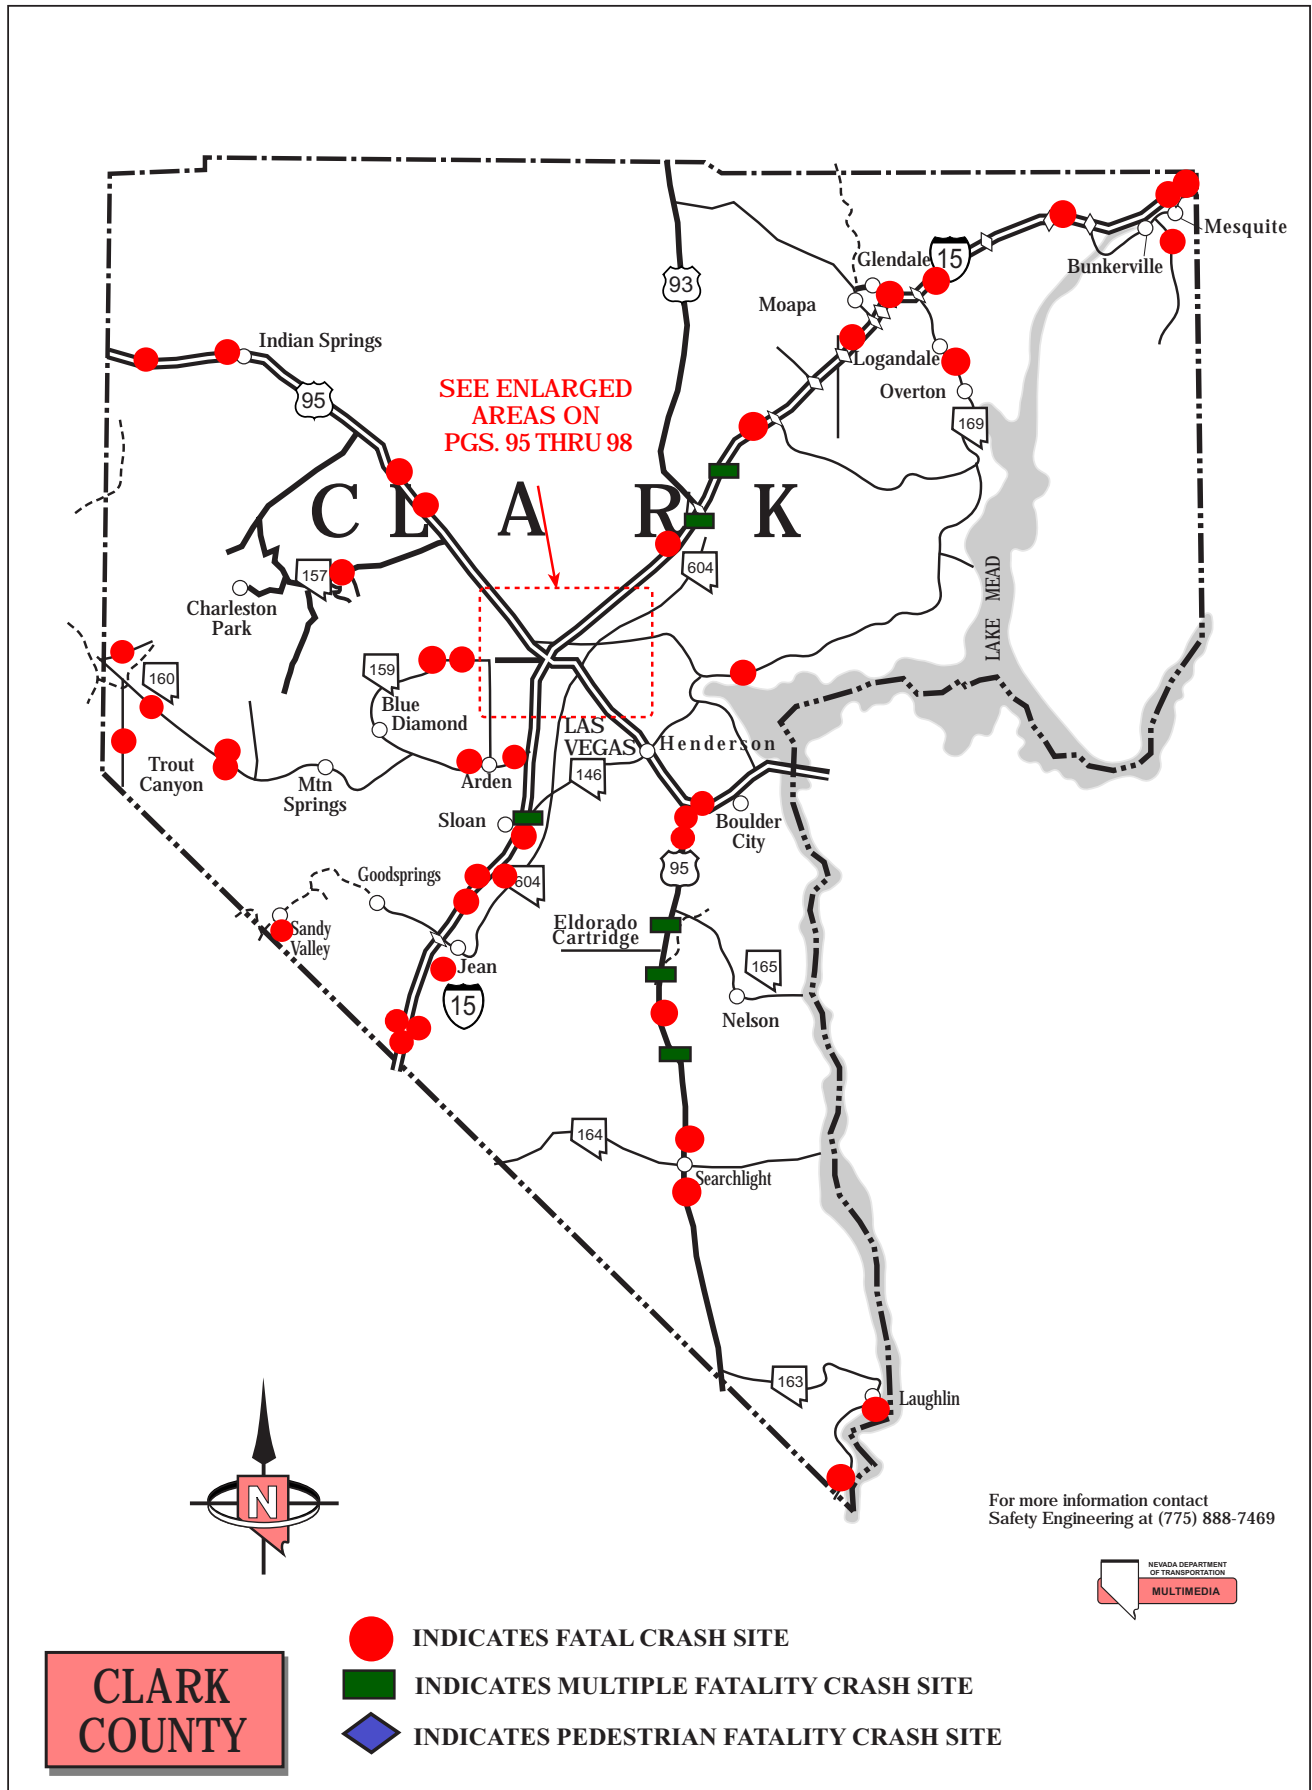 Mesquite
Glendale
15
Bunkerville
93
Moapa
Indian Springs
Logandale
SEE ENLARGED
AREAS ON
PGS. 95 THRU 98
Overton
95
169
C L A R K
604
157
LAKE MEAD
Charleston
Park
159
160
Blue
Diamond
LAS
VEGAS
Henderson
Trout
Canyon
Mtn
Springs
Arden
146
Sloan
Boulder
City
95
Goodsprings
604
Eldorado
Cartridge
Sandy
Valley
Jean
165
15
Nelson
164
Searchlight
163
Laughlin
N
For more information contact
Safety Engineering at (775) 888-7469
NEVADA DEPARTMENT
OF TRANSPORTATION
MULTIMEDIA
INDICATES FATAL CRASH SITE
INDICATES MULTIPLE FATALITY CRASH SITE
INDICATES PEDESTRIAN FATALITY CRASH SITE
CLARK
COUNTY